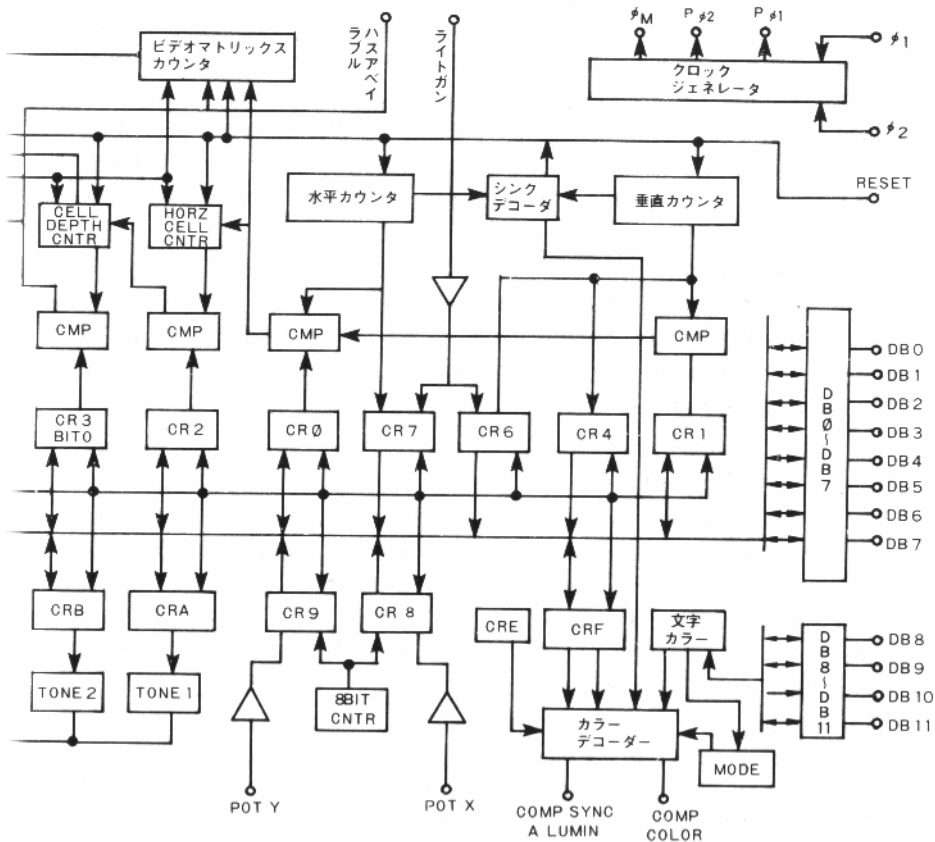 ビデオマトリックス
カウンタ
ハスアベイ
ラブル
ライトガン
φM
Pφ2
Pφ1
φ1
クロック
ジェネレータ
φ2
RESET
CELL
DEPTH
CNTR
HORZ
CELL
CNTR
水平カウンタ
シンク
デコーダ
垂直カウンタ
CMP
CMP
CMP
CMP
CR3
BIT0
CR2
CRØ
CR7
CR6
CR4
CR1
DBØ~DB7
DB0
DB1
DB2
DB3
DB4
DB5
DB6
DB7
CRB
CRA
CR9
CR8
CRE
CRF
文字
カラー
DB8~DB11
DB8
DB9
DB10
DB11
TONE2
TONE1
8BIT
CNTR
カラー
デコーダー
MODE
POT Y
POT X
COMP SYNC
A LUMIN
COMP
COLOR